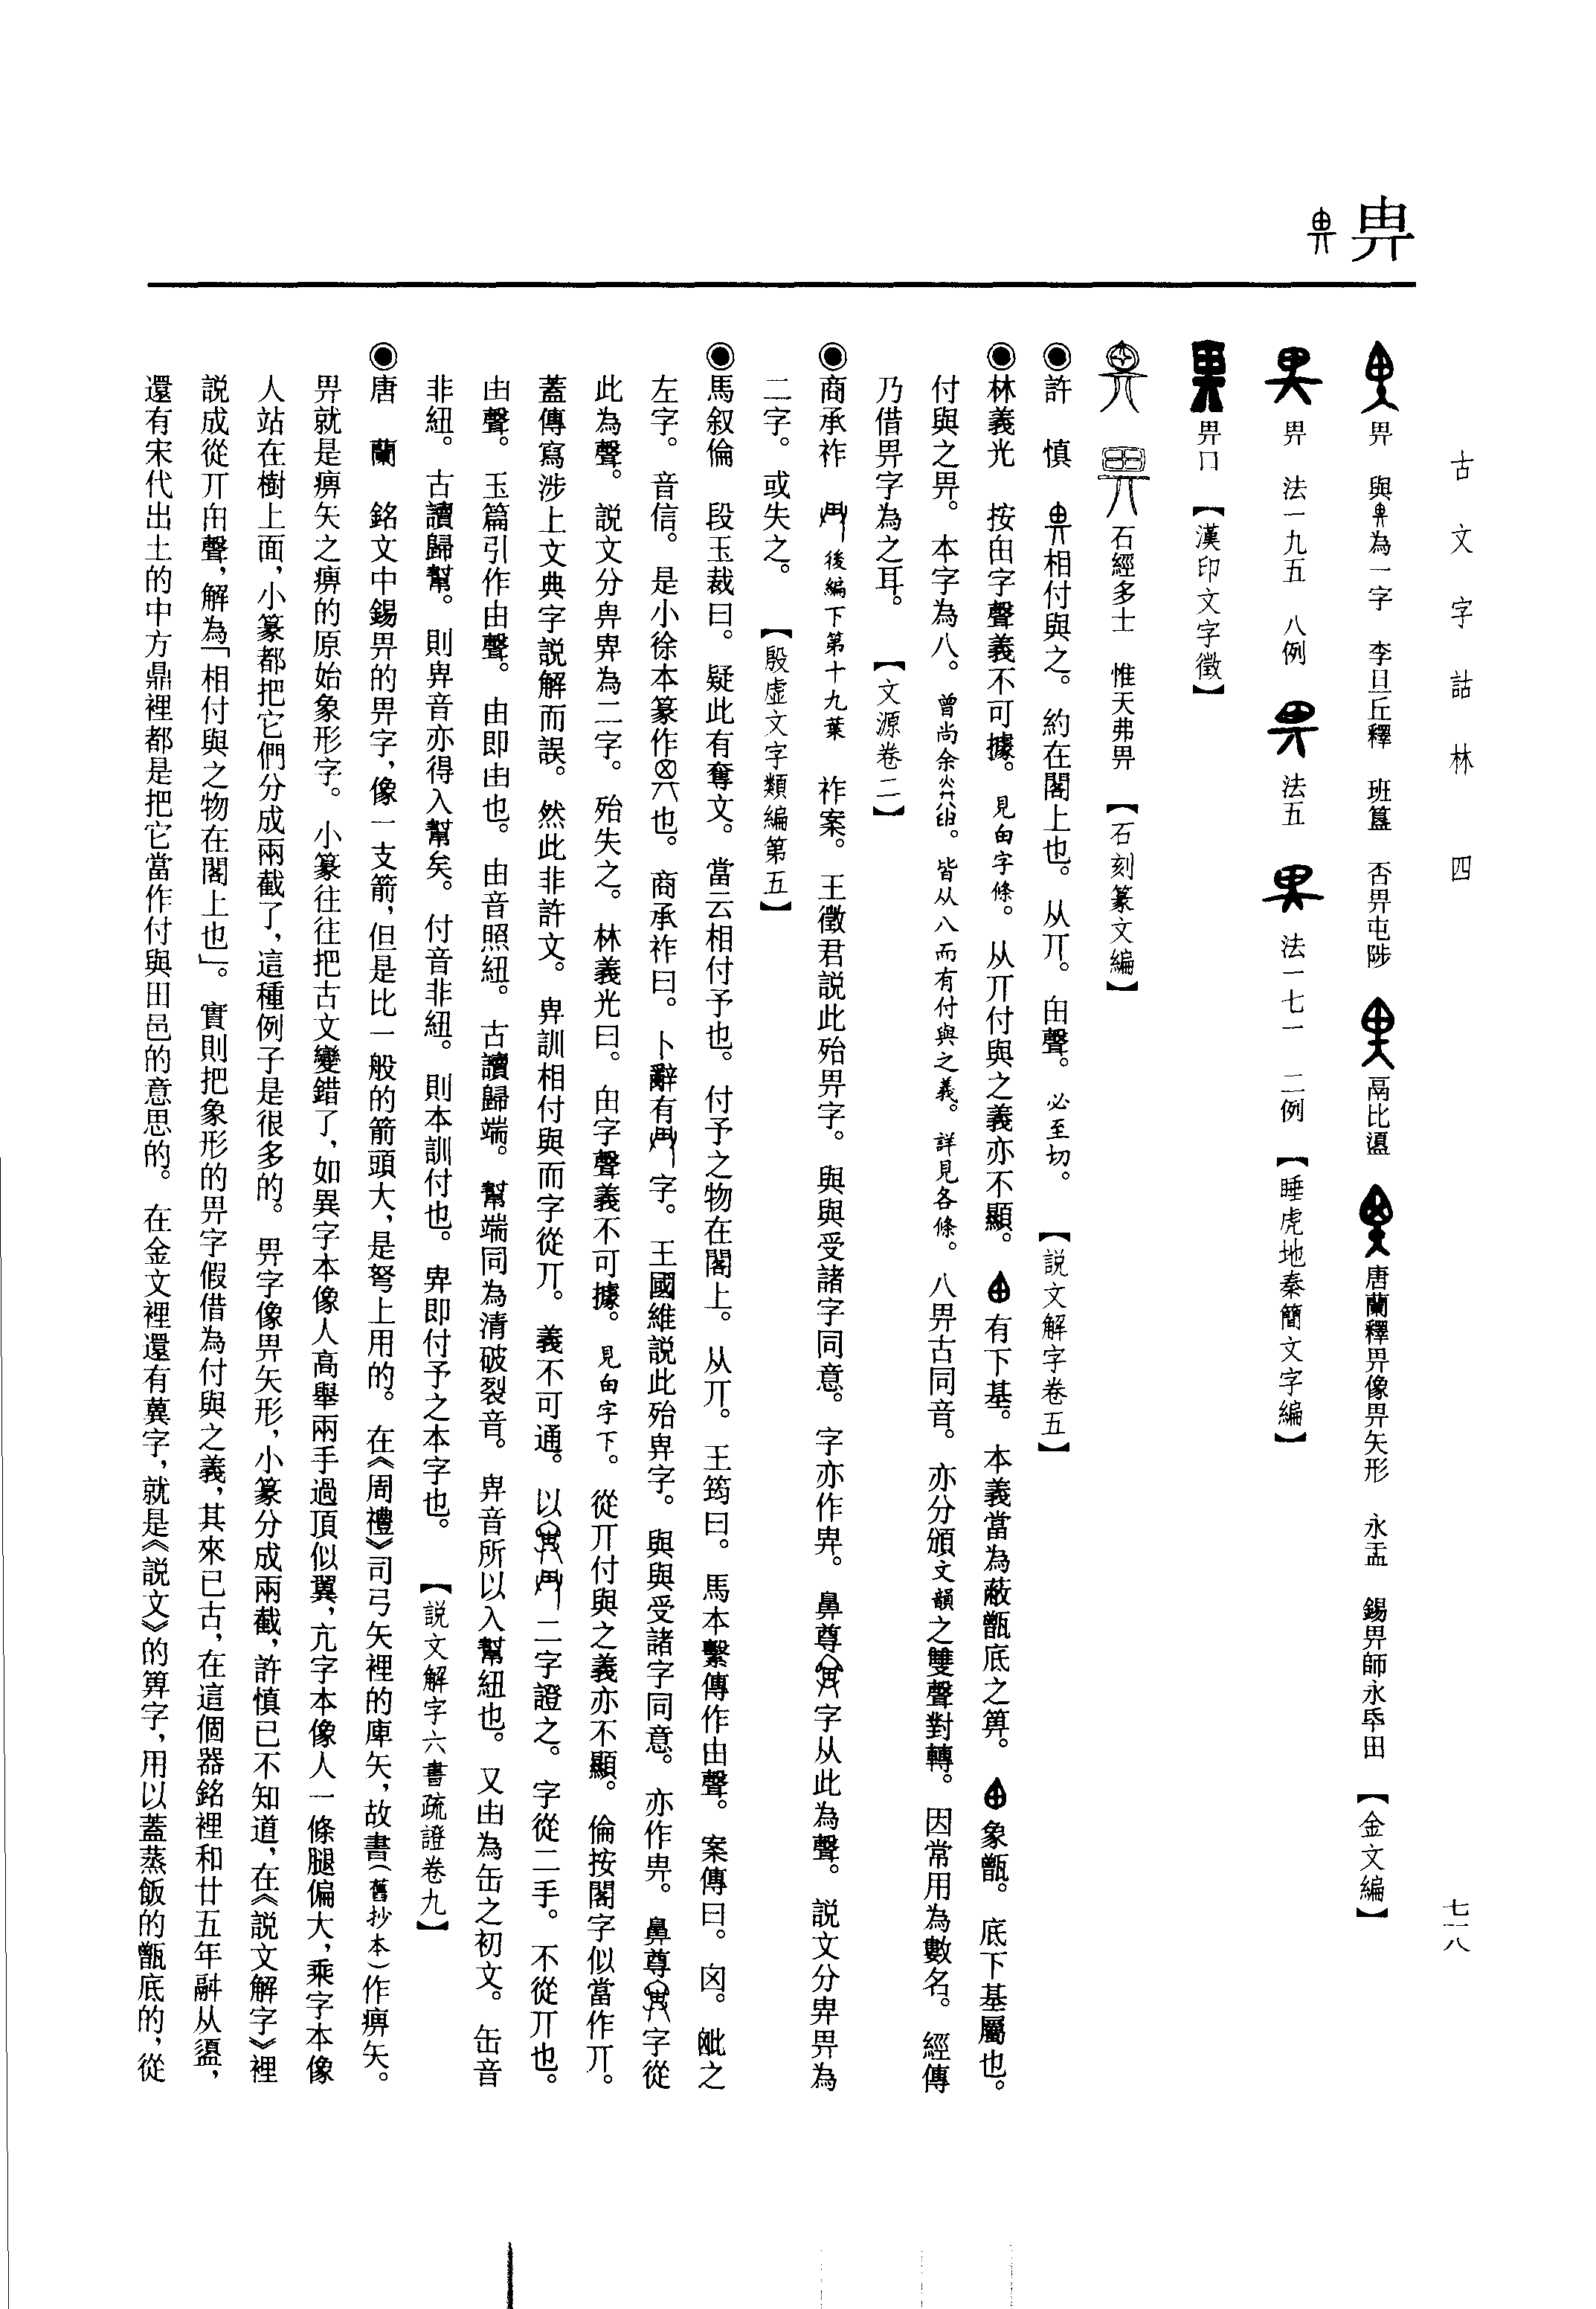 古文字詁林 四
七一八
畀
畀 與畀為一字 李旦丘釋 班簋 否畀屯陟 鬲比盨 唐蘭釋畀像畀矢形 永盂 錫畀師永氒田 【金文編】
畀 法一九五 八例 法五 法一七一 二例 【睡虎地秦簡文字編】
畀口 【漢印文字徵】
石經多士 惟天弗畀 【石刻篆文編】
◉許 慎 相付與之。約在閣上也。从丌。甶聲。必至切。 【説文解字卷五】
◉林義光 按甶字聲義不可據。見甶字條。从丌付與之義亦不顯。 有下基。本義當為蔽甑底之箅。 象甑。底下基屬也。
付與之畀。本字為八。曾尚余 。皆从八而有付與之義。詳見各條。八畀古同音。亦分頒文韻之雙聲對轉。因常用為數名。經傳
乃借畀字為之耳。 【文源卷二】
◉商承祚 後編下第十九葉 祚案。王徵君説此殆畀字。與與受諸字同意。字亦作畁。鼻尊 字从此為聲。説文分畁畀為
二字。或失之。 【殷虛文字類編第五】
◉馬叙倫 段玉裁曰。疑此有奪文。當云相付予也。付予之物在閣上。从丌。王筠曰。馬本繫傳作由聲。案傳曰。囟。毗之
左字。音信。是小徐本篆作 也。商承祚曰。卜辭有 字。王國維説此殆畁字。與與受諸字同意。亦作畁。鼻尊 字從
此為聲。説文分畁畀為二字。殆失之。林義光曰。甶字聲義不可據。見甶字下。從丌付與之義亦不顯。倫按閣字似當作丌。
蓋傳寫涉上文典字説解而誤。然此非許文。畀訓相付與而字從丌。義不可通。以 二字證之。字從二手。不從丌也。
甶聲。玉篇引作由聲。由即甶也。由音照紐。古讀歸端。幫端同為清破裂音。畀音所以入幫紐也。又由為缶之初文。缶音
非紐。古讀歸幫。則畀音亦得入幫矣。付音非紐。則本訓付也。畀即付予之本字也。 【説文解字六書疏證卷九】
◉唐 蘭 銘文中錫畀的畀字，像一支箭，但是比一般的箭頭大，是弩上用的。在《周禮》司弓矢裡的庳矢，故書（舊抄本）作痹矢。
畀就是痹矢之痹的原始象形字。小篆往往把古文變錯了，如異字本像人高舉兩手過頂似翼，亢字本像人一條腿偏大，乘字本像
人站在樹上面，小篆都把它們分成兩截了，這種例子是很多的。畀字像畀矢形，小篆分成兩截，許慎已不知道，在《説文解字》裡
説成從丌甶聲，解為「相付與之物在閣上也」。實則把象形的畀字假借為付與之義，其來已古，在這個器銘裡和廿五年䚄从盨，
還有宋代出土的中方鼎裡都是把它當作付與田邑的意思的。在金文裡還有 字，就是《説文》的箅字，用以蓋蒸飯的甑底的，從